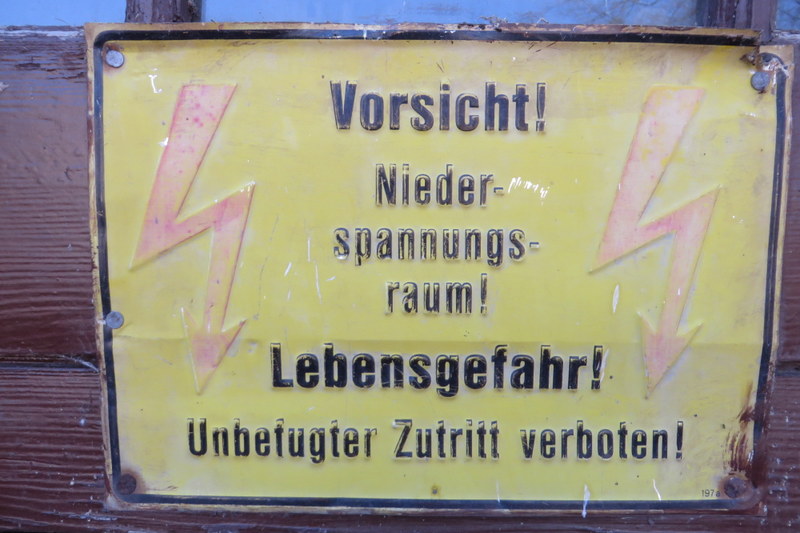 Vorsicht!
Nieder-
spannungs-
raum!
Lebensgefahr!
Unbefugter Zutritt verboten!